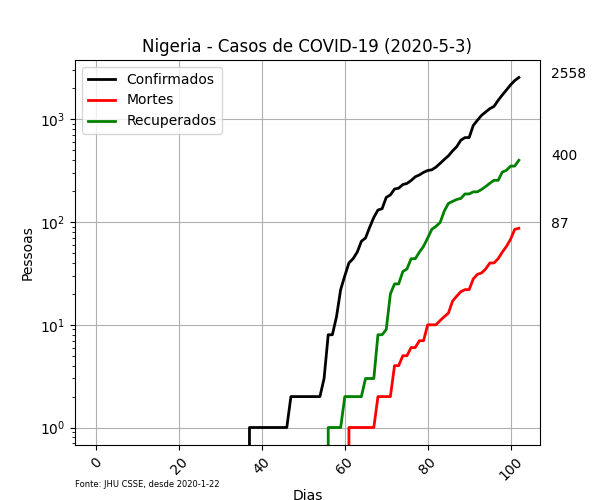 Nigeria - Casos de COVID-19 (2020-5-3)
Confirmados
Mortes
Recuperados
2558
400
87
Pessoas
10³
10²
10¹
10⁰
0 20 40 60 80 100
Fonte: JHU CSSE, desde 2020-1-22
Dias